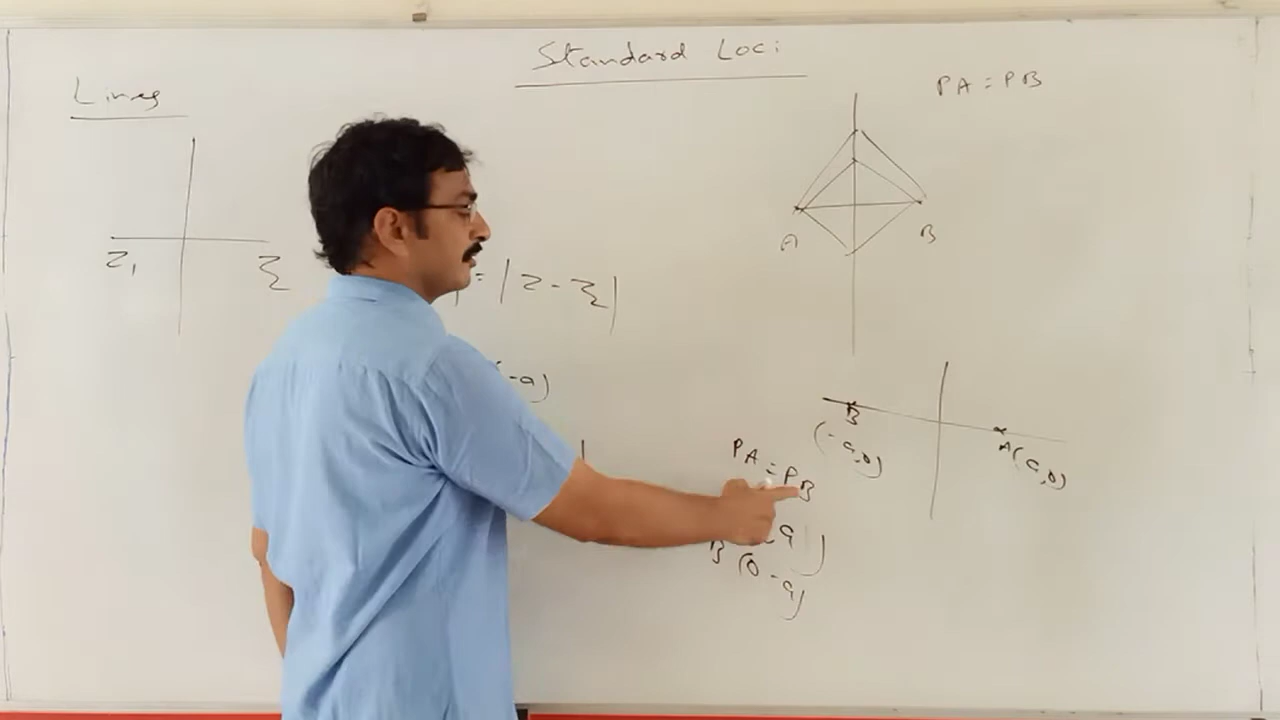 Standard Loci
Lines
PA = PB
A
B
z₁
z₂
= |z - z₂|
-a)
B
(-a,0)
A(a,0)
PA = PB
B (0 -a)